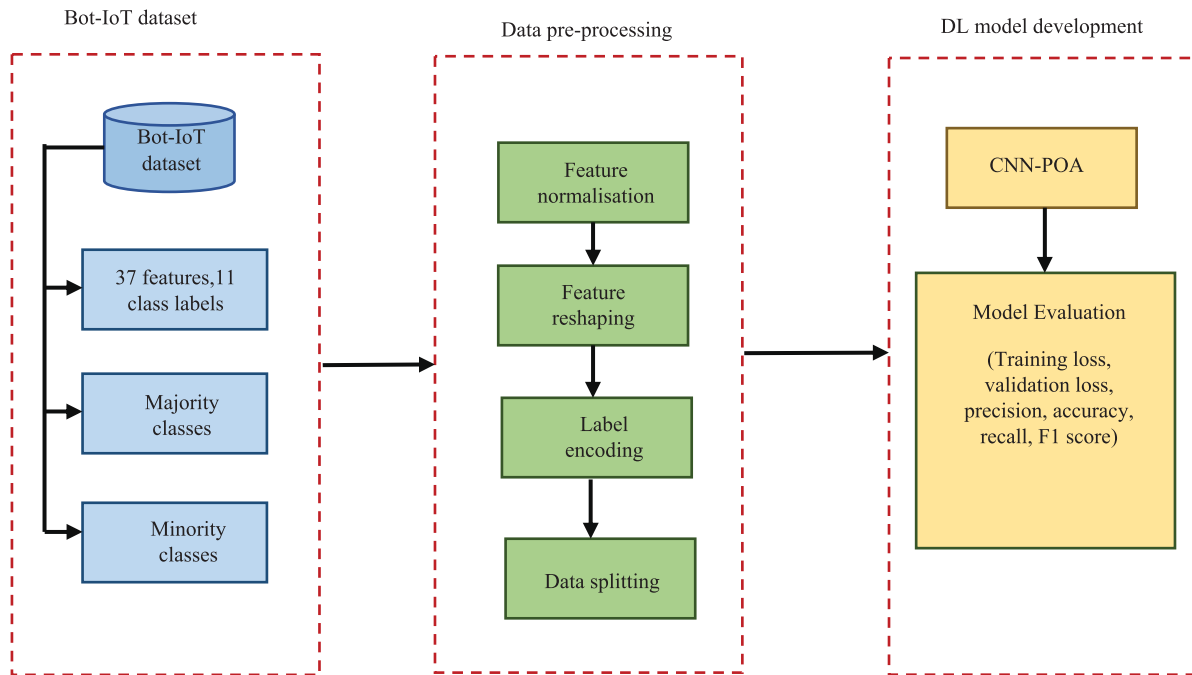 Bot-IoT dataset
Bot-IoT
dataset
37 features,11
class labels
Majority
classes
Minority
classes
Data pre-processing
Feature
normalisation
Feature
reshaping
Label
encoding
Data splitting
DL model development
CNN-POA
Model Evaluation
(Training loss,
validation loss,
precision, accuracy,
recall, F1 score)